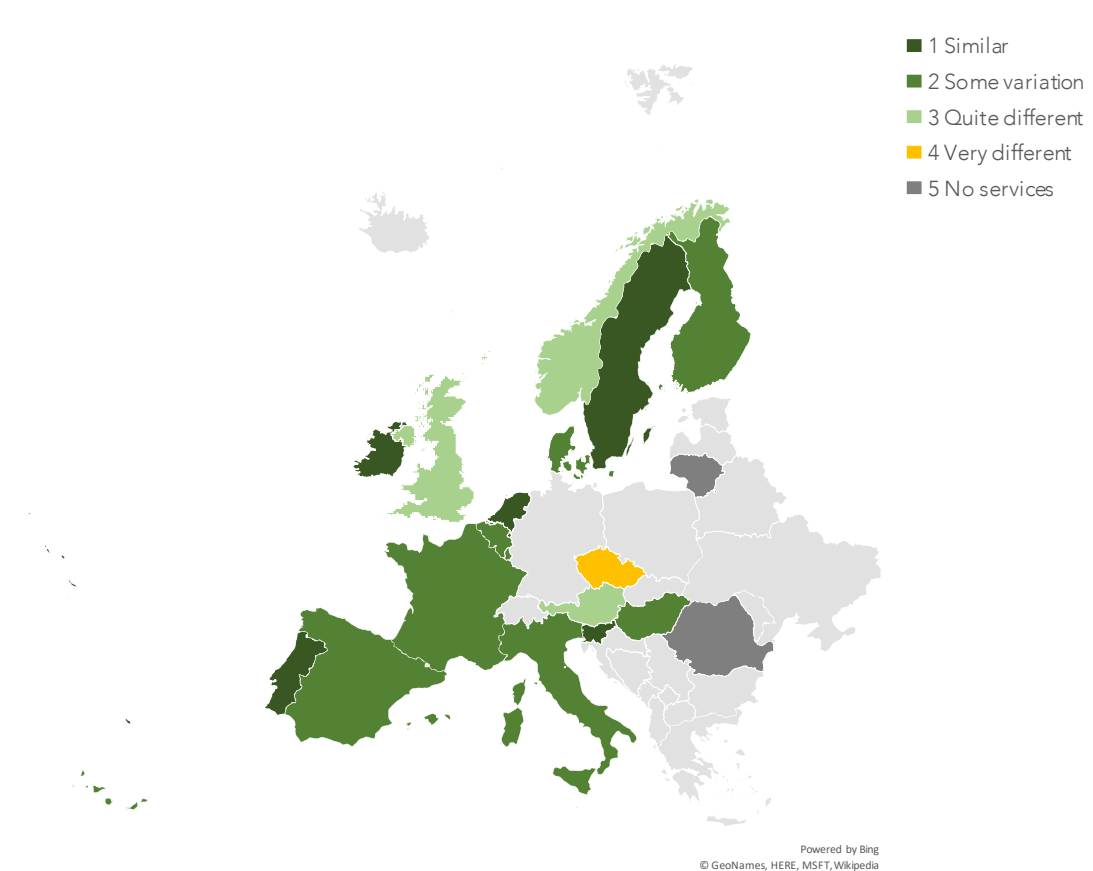 1 Similar
2 Some variation
3 Quite different
4 Very different
5 No services
Powered by Bing
© GeoNames, HERE, MSFT, Wikipedia